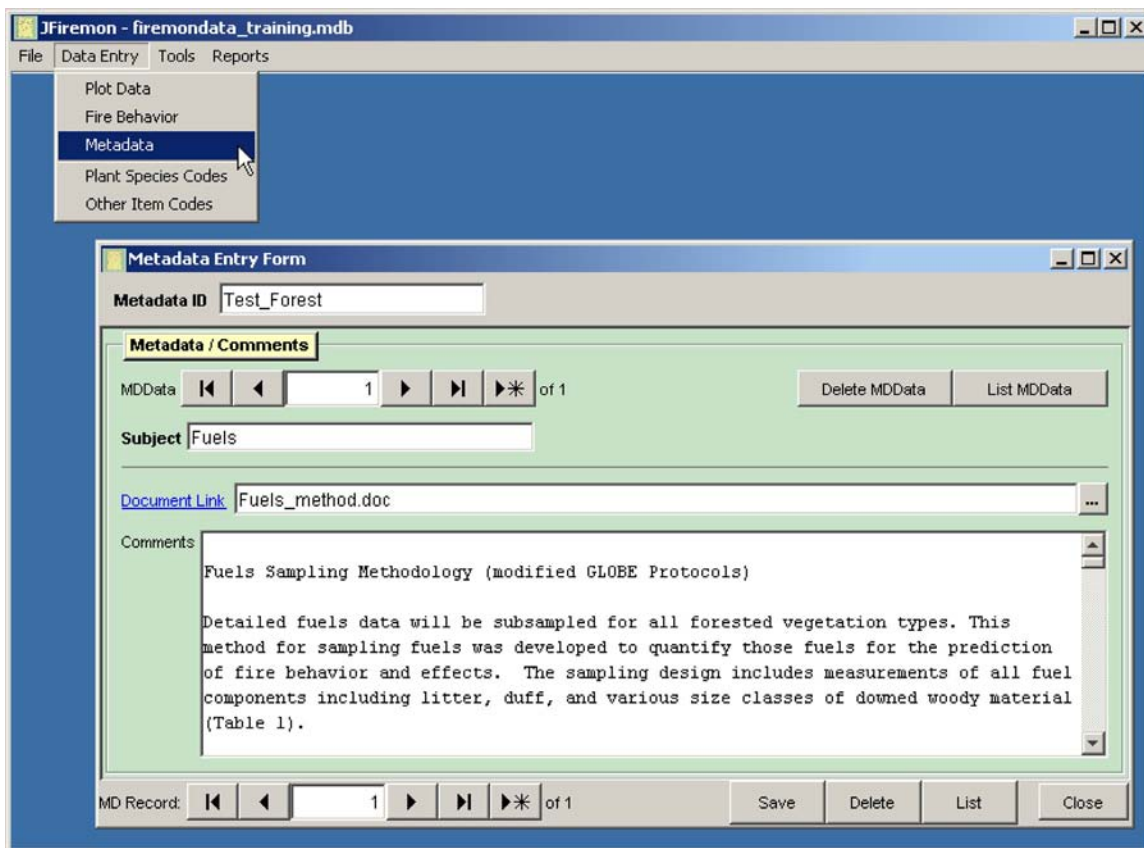 JFiremon - firemondata_training.mdb
File Data Entry Tools Reports
Plot Data
Fire Behavior
Metadata
Plant Species Codes
Other Item Codes
Metadata Entry Form
Metadata ID Test_Forest
Metadata / Comments
MDData 1 of 1 Delete MDData List MDData
Subject Fuels
Document Link Fuels_method.doc ...
Comments
Fuels Sampling Methodology (modified GLOBE Protocols)
Detailed fuels data will be subsampled for all forested vegetation types. This
method for sampling fuels was developed to quantify those fuels for the prediction
of fire behavior and effects. The sampling design includes measurements of all fuel
components including litter, duff, and various size classes of downed woody material
(Table 1).
MD Record: 1 of 1 Save Delete List Close